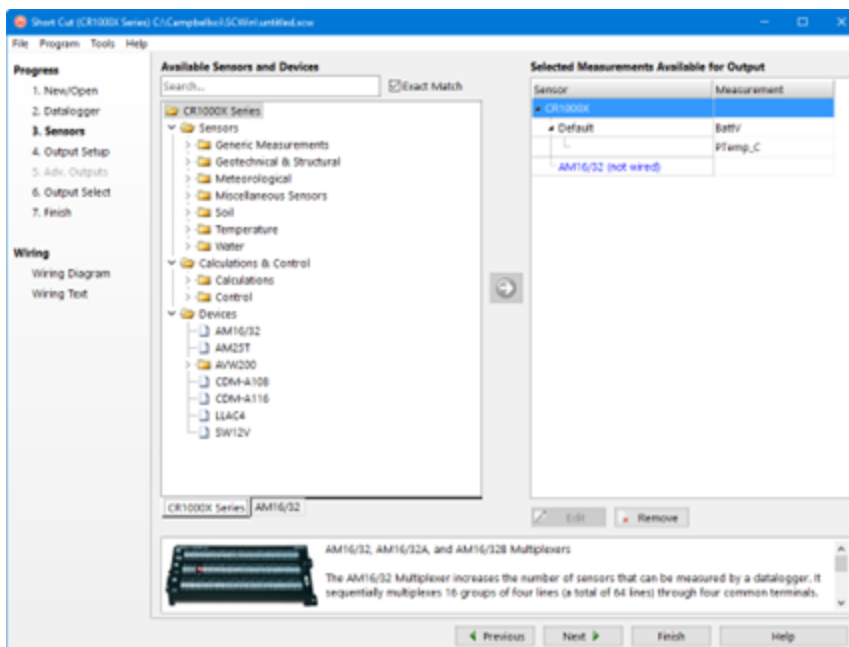 Short Cut (CR1000X Series) C:\Campbellsci\SCWin\untitled.scw
File Program Tools Help
Progress
1. New/Open
2. Datalogger
3. Sensors
4. Output Setup
5. Adv. Outputs
6. Output Select
7. Finish
Wiring
Wiring Diagram
Wiring Text
Available Sensors and Devices
Search...
Exact Match
CR1000X Series
Sensors
Generic Measurements
Geotechnical & Structural
Meteorological
Miscellaneous Sensors
Soil
Temperature
Water
Calculations & Control
Calculations
Control
Devices
AM16/32
AM25T
AVW200
CDM-A108
CDM-A116
LLAC4
SW12V
CR1000X Series AM16/32
Selected Measurements Available for Output
Sensor Measurement
CR1000X
Default BattV
PTemp_C
AM16/32 (not wired)
Edit Remove
AM16/32, AM16/32A, and AM16/32B Multiplexers
The AM16/32 Multiplexer increases the number of sensors that can be measured by a datalogger. It
sequentially multiplexes 16 groups of four lines (a total of 64 lines) through four common terminals.
Previous Next Finish Help